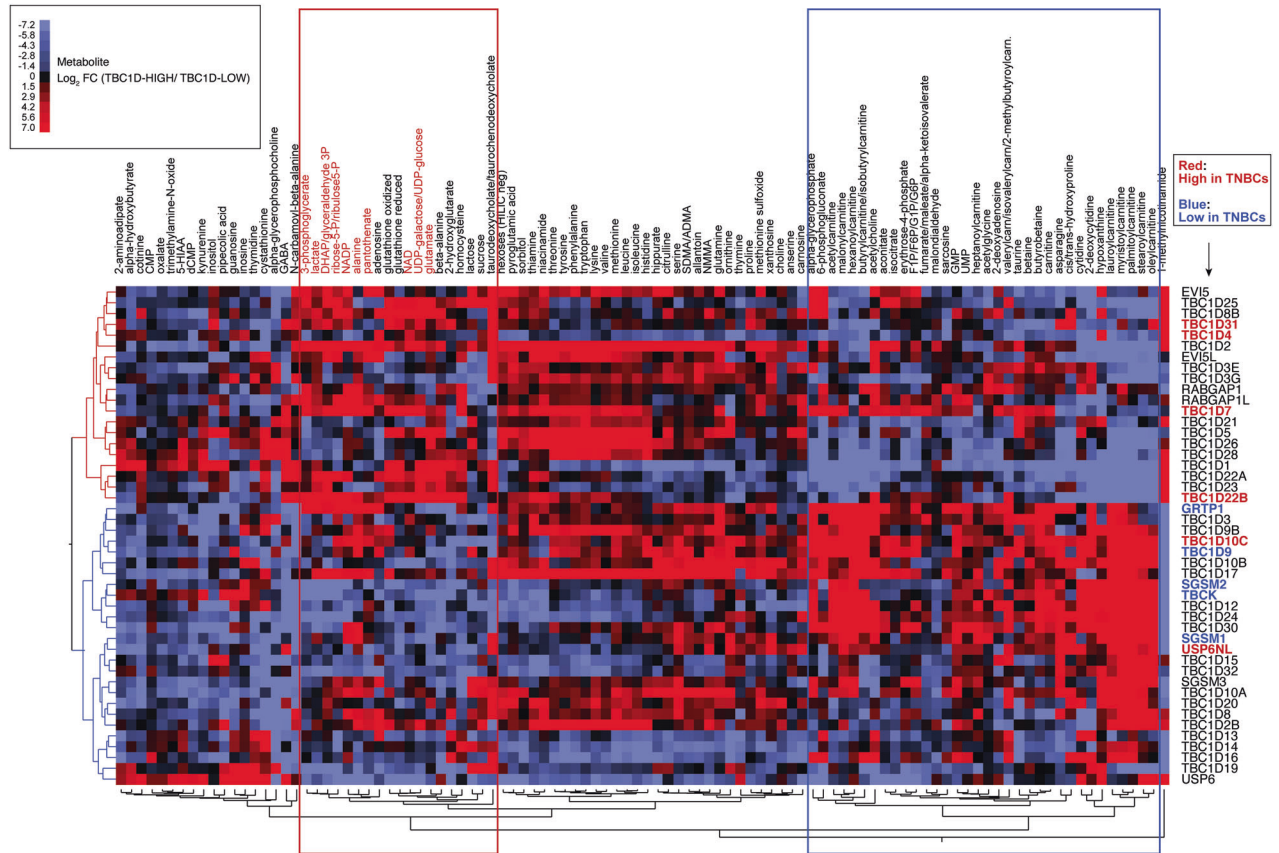 -7.2
-5.8
-4.3
-2.8
-1.4
0
1.5
2.9
4.2
5.6
7.0
Metabolite
Log2 FC (TBC1D-HIGH/ TBC1D-LOW)
2-aminoadipate
alpha-hydroxybutyrate
cotinine
CMP
oxalate
trimethylamine-N-oxide
5-HIAA
dCMP
kynurenine
inositol
thyroxine
glycodeoxycholate
alpha-glycerophosphocholine
GABA
N-carbamoyl-beta-alanine
3-phosphoglycerate
lactate
DHAP/glyceraldehyde 3P
ribose-5-P/ribulose5-P
NADP
alanine
pantothenate
adenosine
glutathione oxidized
glutathione reduced
NAD
UDP-galactose/UDP-glucose
glutamate
beta-alanine
2-hydroxyglutarate
homocysteine
lactose
sucrose
taurodeoxycholate/taurochenodeoxycholate
hexoses (HILIC neg)
pyroglutamic acid
sorbitol
thiamine
niacinamide
threonine
tyrosine
phenylalanine
tryptophan
lysine
valine
methionine
leucine
isoleucine
histidine
hippurate
citrulline
serine
SDMA/ADMA
allantoin
NMMA
glycine
ornithine
thymine
proline
methionine sulfoxide
xanthosine
choline
anserine
carnosine
alpha-glycerophosphate
6-phosphogluconate
acetylcarnitine
malonylcarnitine
hexanoylcarnitine
butyrylcarnitine/isobutyrylcarnitine
acetylcholine
aconitate
isocitrate
erythrose-4-phosphate
F1P/F6P/G1P/G6P
fumarate/maleate/alpha-ketoisovalerate
malondialdehyde
sarcosine
GMP
UMP
heptanoylcarnitine
acetylglycine
2-deoxyadenosine
valerylcarn/isovalerylcarn/2-methylbutyroylcarn.
taurine
betaine
butyrobetaine
carnitine
asparagine
cis/trans-hydroxyproline
cytidine
2-deoxycytidine
hypoxanthine
lauroylcarnitine
myristoylcarnitine
palmitoylcarnitine
stearoylcarnitine
oleylcarnitine
1-methylnicotinamide
Red:
High in TNBCs
Blue:
Low in TNBCs
EVI5
TBC1D25
TBC1D8B
TBC1D31
TBC1D4
TBC1D2
EVI5L
TBC1D3E
TBC1D3G
RABGAP1
RABGAP1L
TBC1D7
TBC1D21
TBC1D5
TBC1D26
TBC1D28
TBC1D1
TBC1D22A
TBC1D23
TBC1D22B
GRTP1
TBC1D3
TBC1D9B
TBC1D10C
TBC1D9
TBC1D10B
TBC1D17
SGSM2
TBCK
TBC1D12
TBC1D24
TBC1D30
SGSM1
USP6NL
TBC1D15
TBC1D32
SGSM3
TBC1D10A
TBC1D20
TBC1D8
TBC1D2B
TBC1D13
TBC1D14
TBC1D16
TBC1D19
USP6